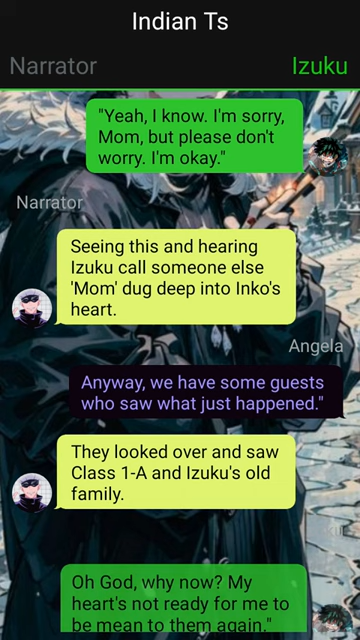 Indian Ts
Narrator
Izuku
"Yeah, I know. I'm sorry,
Mom, but please don't
worry. I'm okay."
Narrator
Seeing this and hearing
Izuku call someone else
'Mom' dug deep into Inko's
heart.
Angela
Anyway, we have some guests
who saw what just happened."
They looked over and saw
Class 1-A and Izuku's old
family.
Oh God, why now? My
heart's not ready for me to
be mean to them again."